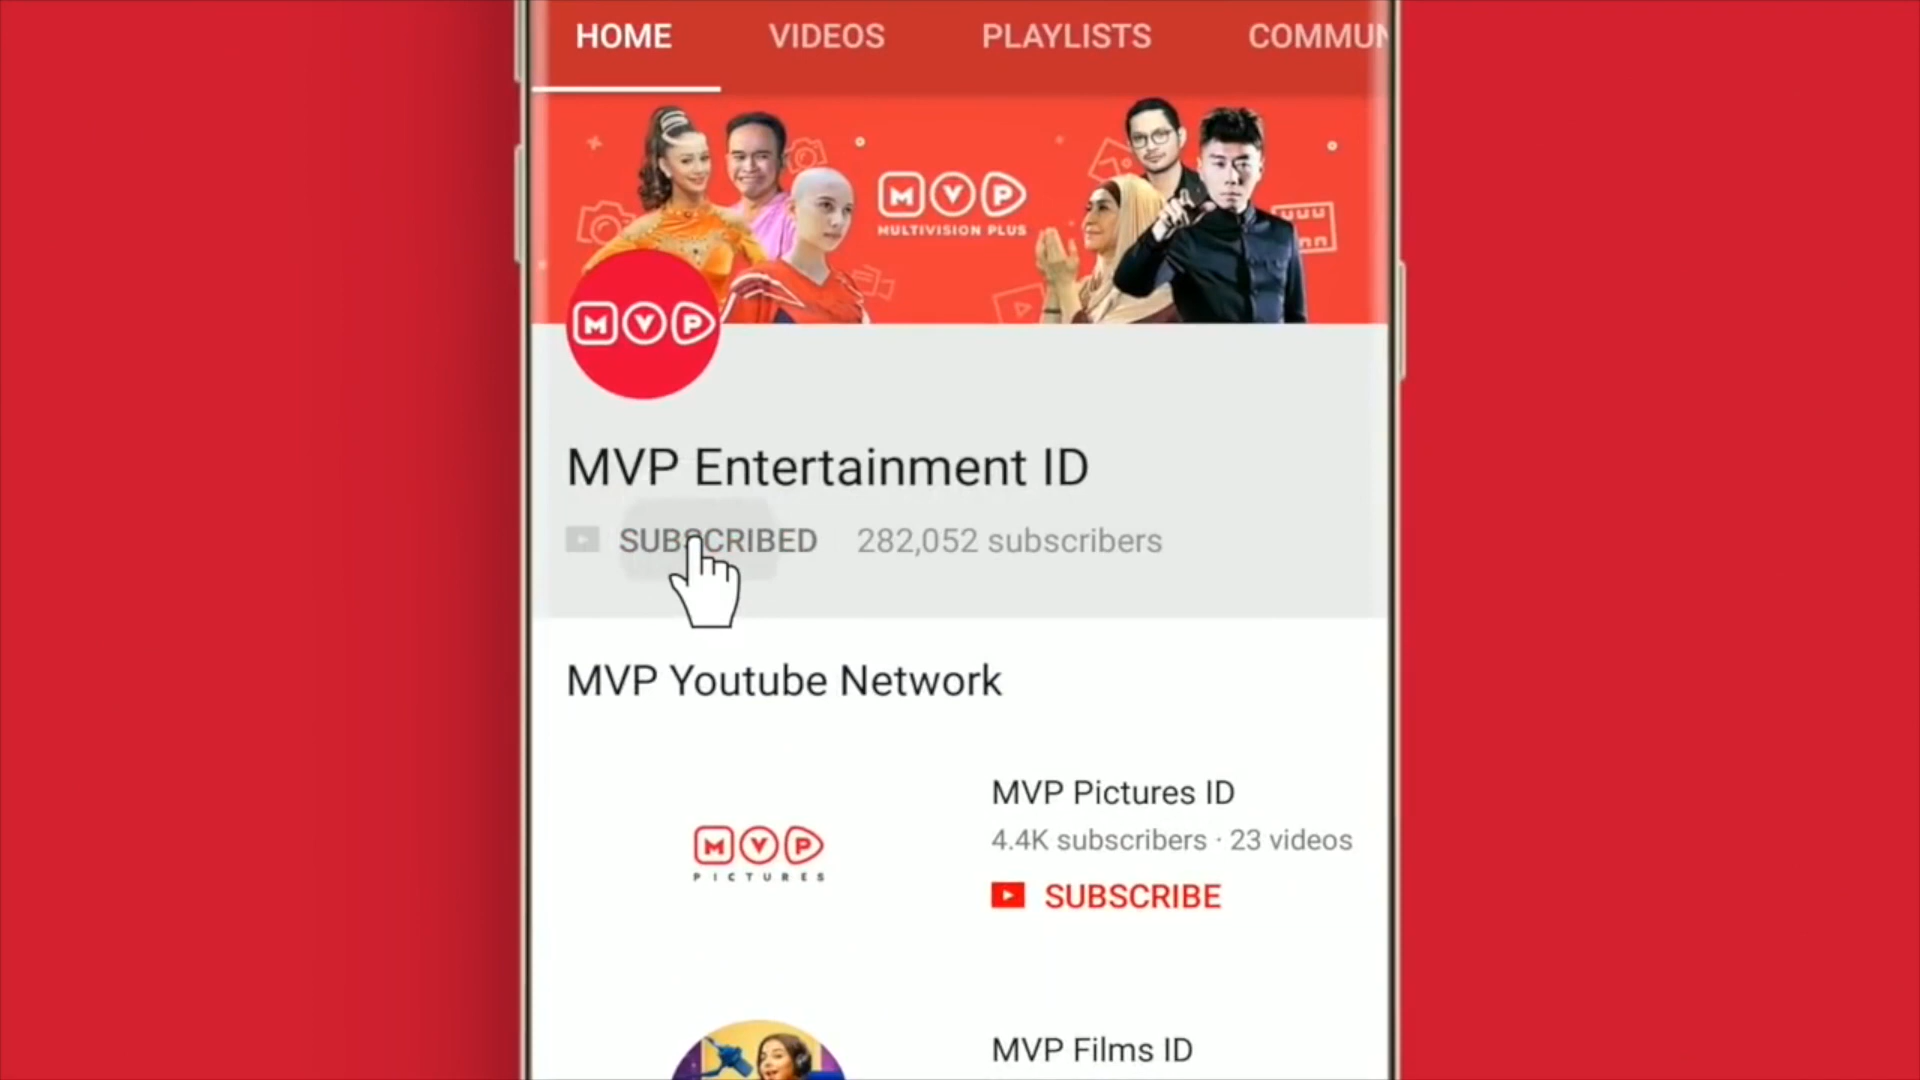 HOME VIDEOS PLAYLISTS COMMUN
MVP
MULTIVISION PLUS
MVP
MVP Entertainment ID
SUBSCRIBED 282,052 subscribers
MVP Youtube Network
MVP Pictures ID
4.4K subscribers · 23 videos
MVP
PICTURES
SUBSCRIBE
MVP Films ID